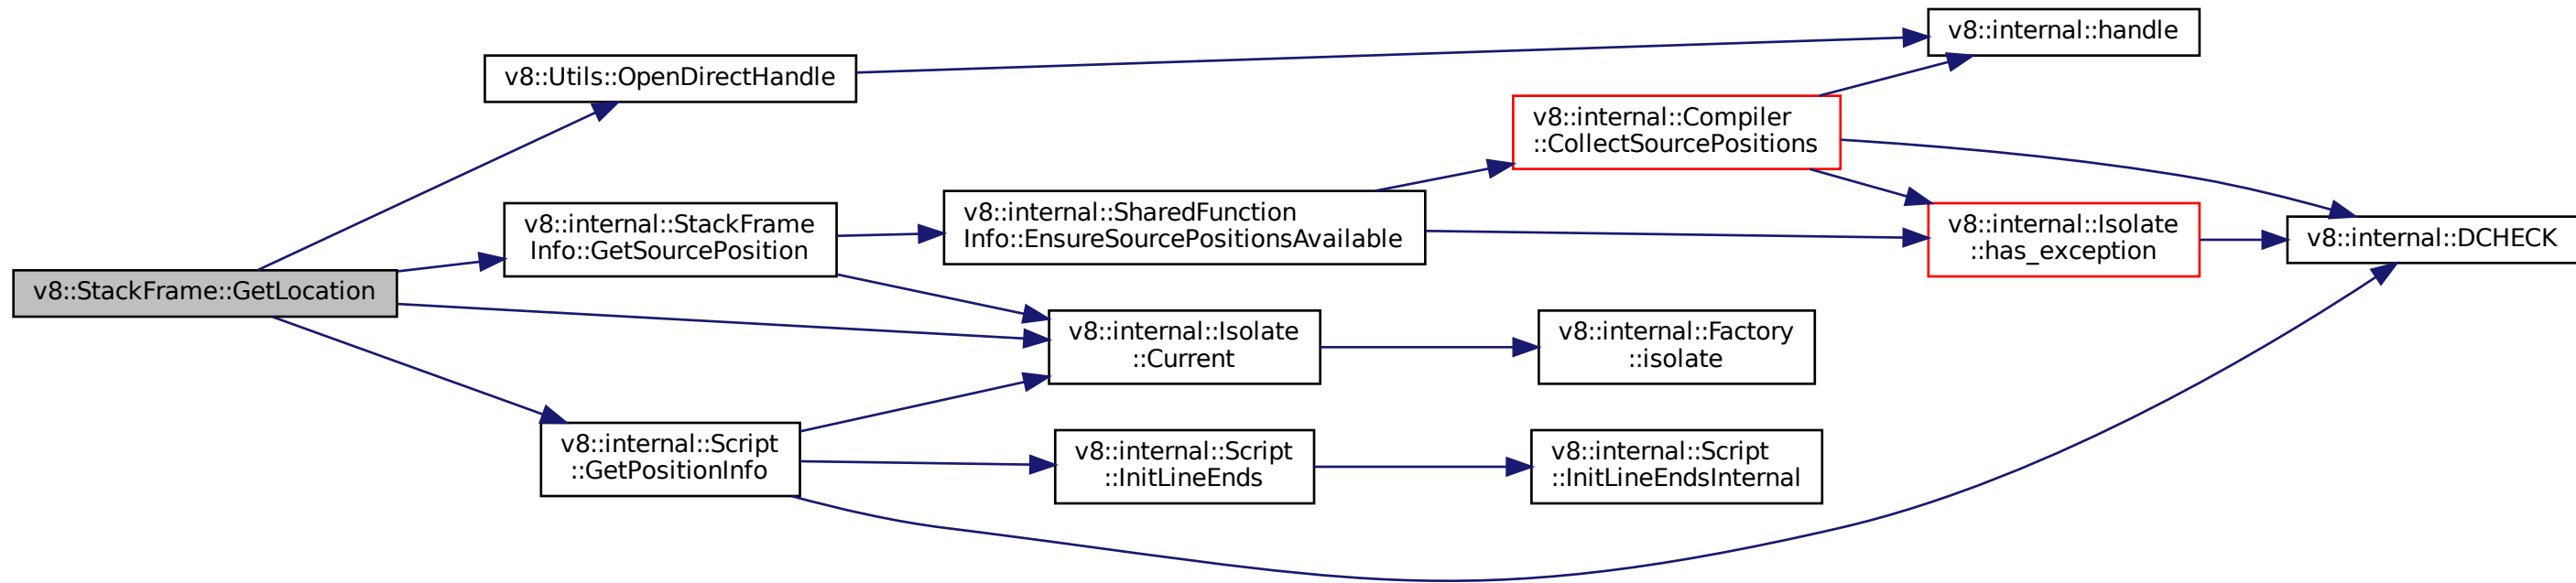 v8::StackFrame::GetLocation
v8::Utils::OpenDirectHandle
v8::internal::handle
v8::internal::StackFrame
Info::GetSourcePosition
v8::internal::SharedFunction
Info::EnsureSourcePositionsAvailable
v8::internal::Compiler
::CollectSourcePositions
v8::internal::Isolate
::has_exception
v8::internal::DCHECK
v8::internal::Isolate
::Current
v8::internal::Factory
::isolate
v8::internal::Script
::GetPositionInfo
v8::internal::Script
::InitLineEnds
v8::internal::Script
::InitLineEndsInternal